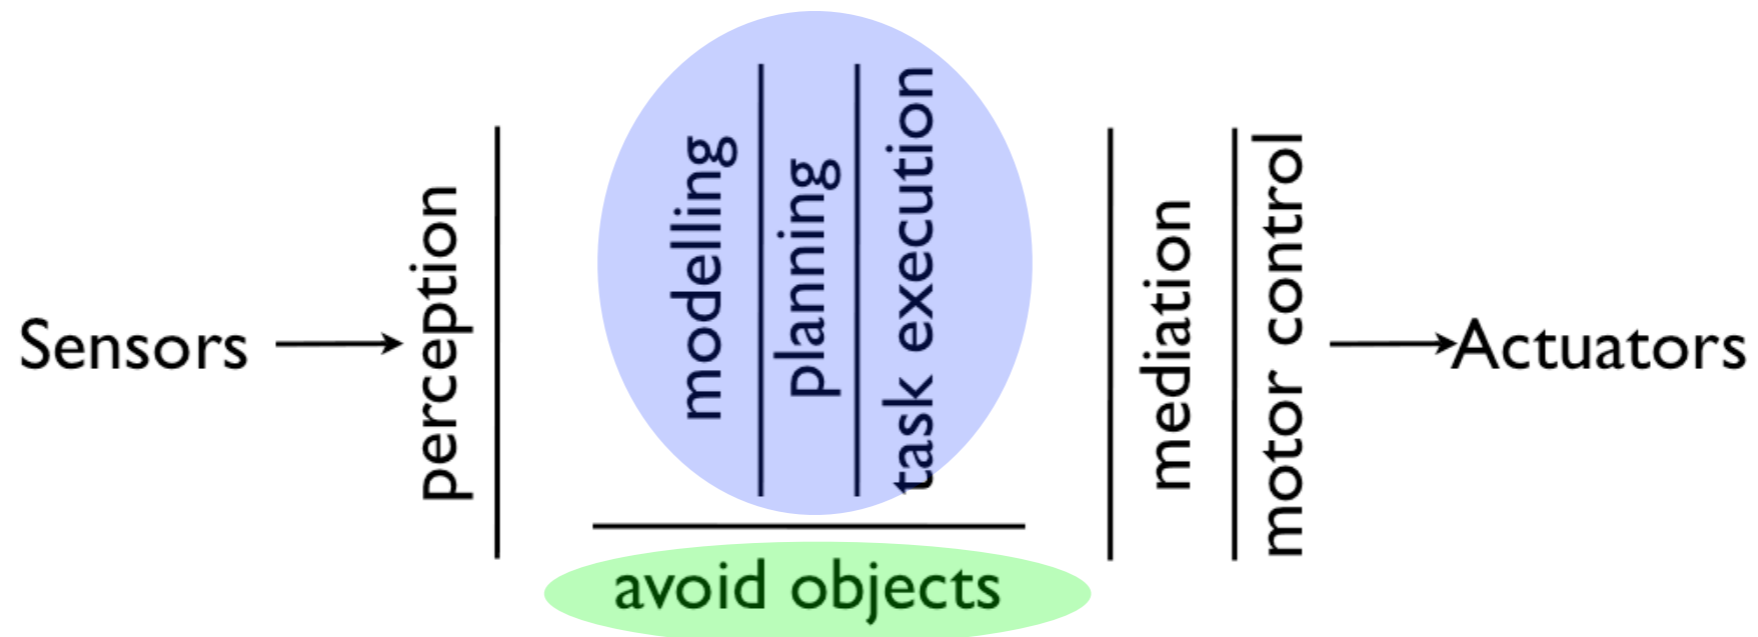 Sensors
perception
modelling
planning
task execution
avoid objects
mediation
motor control
Actuators